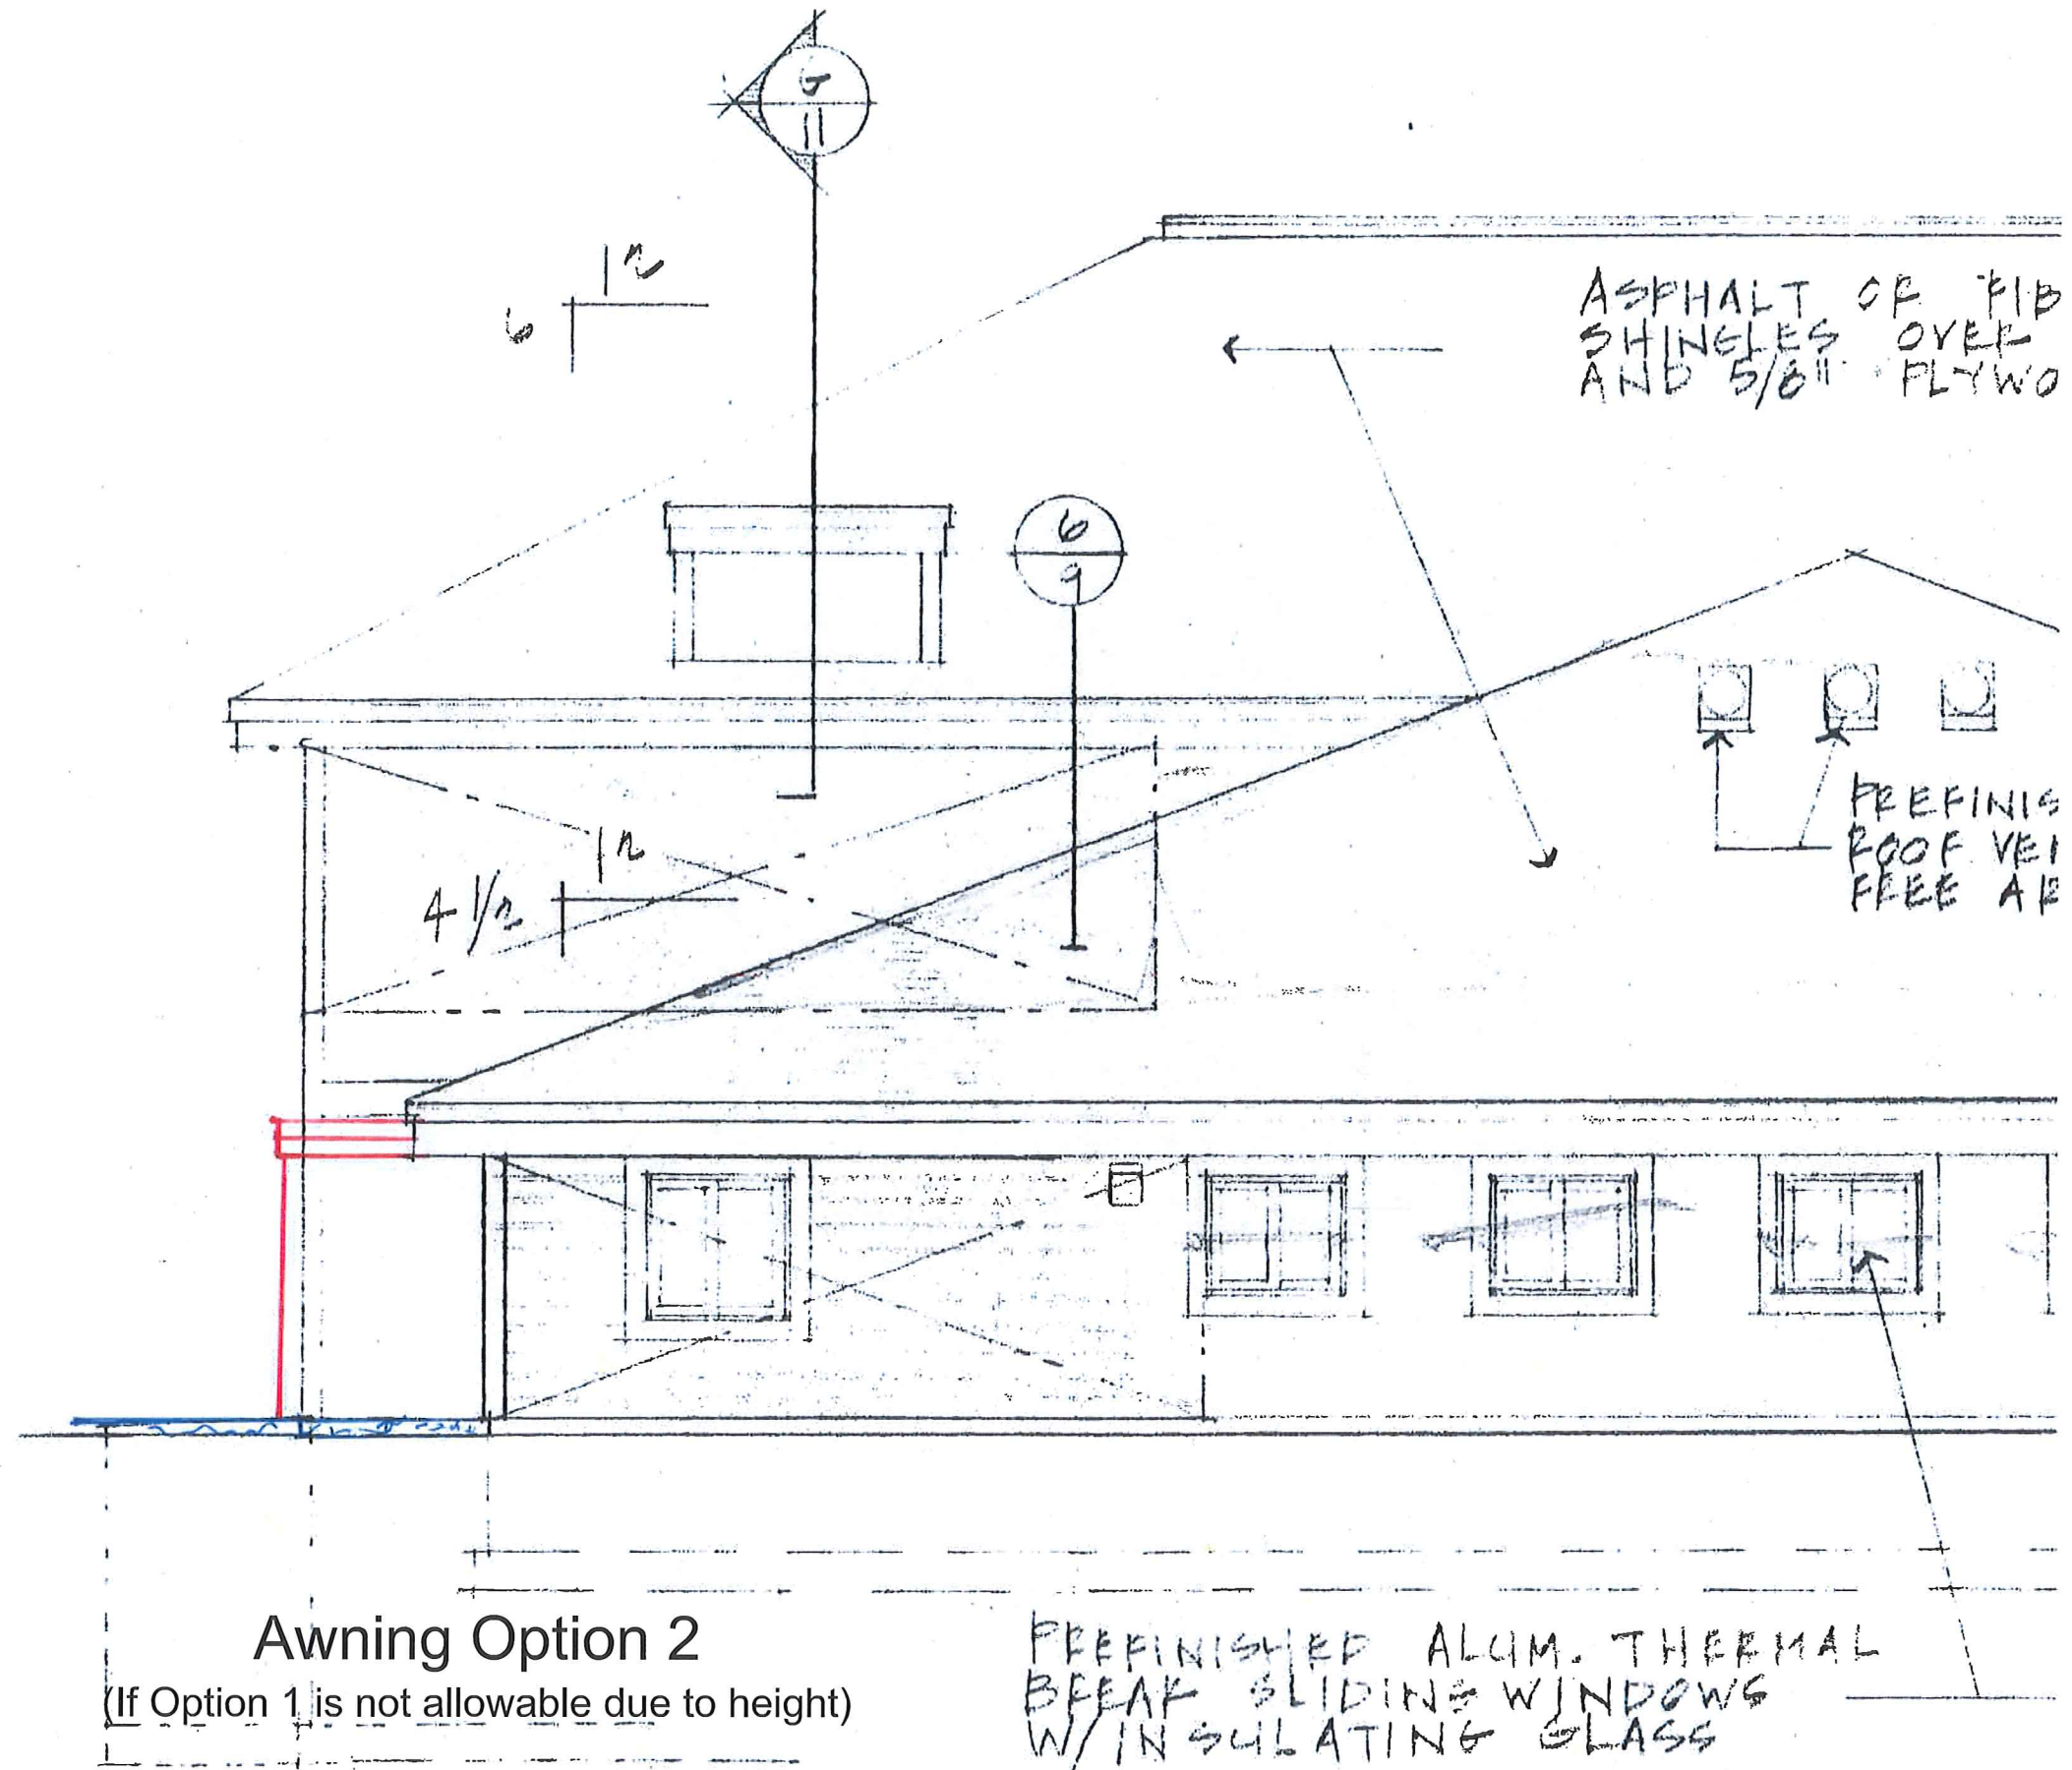 G
11
12
6
ASPHALT OR FIB
SHINGLES OVER
AND 5/8" PLYWO
6
9
PREFINIS
ROOF VEN
FREE AR
12
4 1/2
Awning Option 2
(If Option 1 is not allowable due to height)
PREFINISHED ALUM. THERMAL
BREAK SLIDING WINDOWS
W/INSULATING GLASS